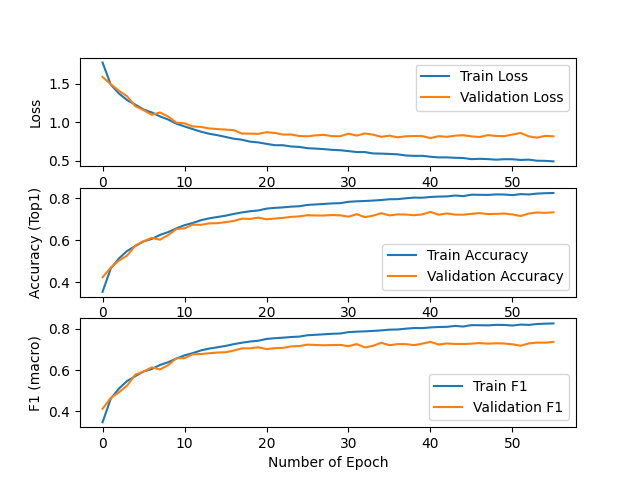 Loss
1.5
1.0
0.5
Train Loss
Validation Loss
0 10 20 30 40 50
Accuracy (Top1)
0.8
0.6
0.4
Train Accuracy
Validation Accuracy
0 10 20 30 40 50
F1 (macro)
0.8
0.6
0.4
Train F1
Validation F1
0 10 20 30 40 50
Number of Epoch